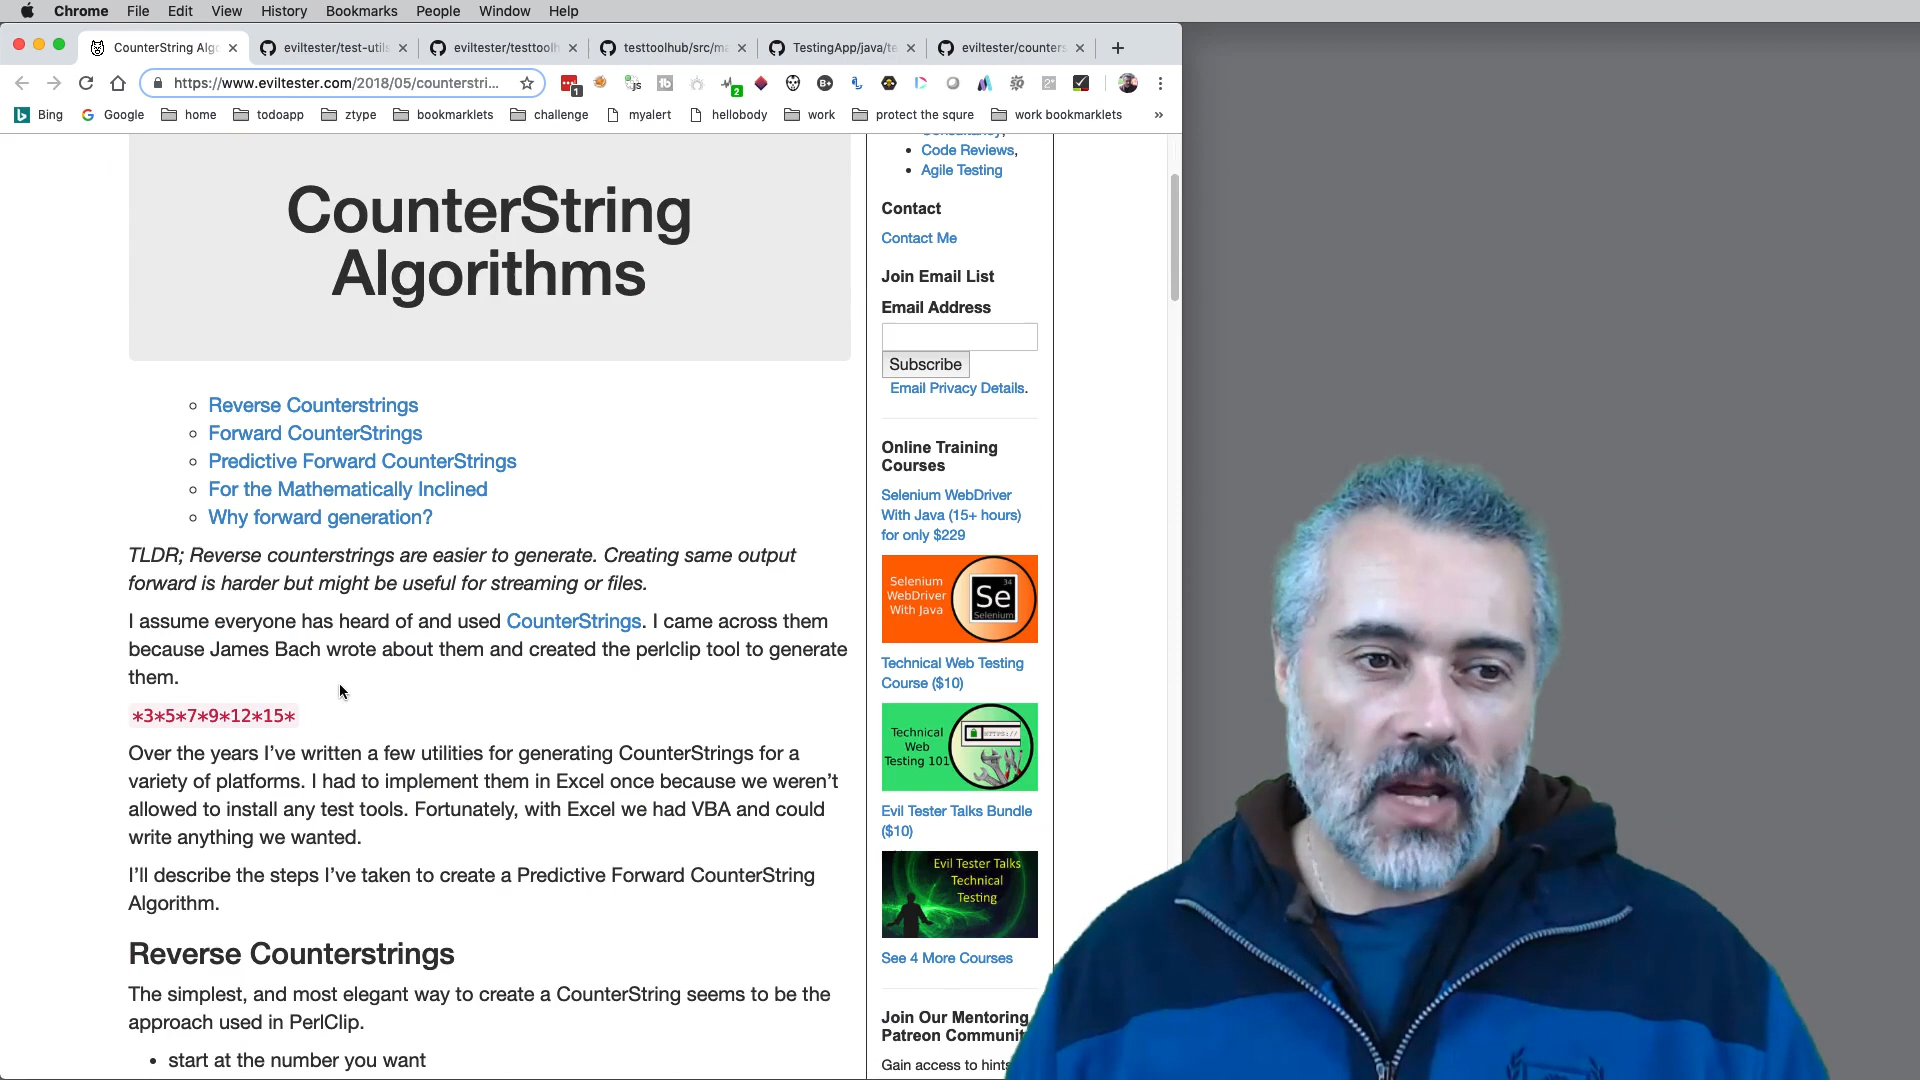 Chrome File Edit View History Bookmarks People Window Help
CounterString Algo
eviltester/test-utils
eviltester/testtoolh
testtoolhub/src/ma
TestingApp/java/te
eviltester/counters
https://www.eviltester.com/2018/05/counterstri...
Bing Google home todoapp ztype bookmarklets challenge myalert hellobody work protect the squre work bookmarklets »
CounterString
Algorithms
Reverse Counterstrings
Forward CounterStrings
Predictive Forward CounterStrings
For the Mathematically Inclined
Why forward generation?
TLDR; Reverse counterstrings are easier to generate. Creating same output
forward is harder but might be useful for streaming or files.
I assume everyone has heard of and used CounterStrings. I came across them
because James Bach wrote about them and created the perlclip tool to generate
them.
*3*5*7*9*12*15*
Over the years I've written a few utilities for generating CounterStrings for a
variety of platforms. I had to implement them in Excel once because we weren't
allowed to install any test tools. Fortunately, with Excel we had VBA and could
write anything we wanted.
I'll describe the steps I've taken to create a Predictive Forward CounterString
Algorithm.
Reverse Counterstrings
The simplest, and most elegant way to create a CounterString seems to be the
approach used in PerlClip.
start at the number you want
Consultancy,
Code Reviews,
Agile Testing
Contact
Contact Me
Join Email List
Email Address
Subscribe
Email Privacy Details.
Online Training
Courses
Selenium WebDriver
With Java (15+ hours)
for only $229
Selenium
WebDriver
With Java
34
Se
Selenium
Technical Web Testing
Course ($10)
Technical
Web
Testing 101
HTTPS://
Evil Tester Talks Bundle
($10)
Evil Tester Talks
Technical
Testing
See 4 More Courses
Join Our Mentoring
Patreon Communit
Gain access to hints